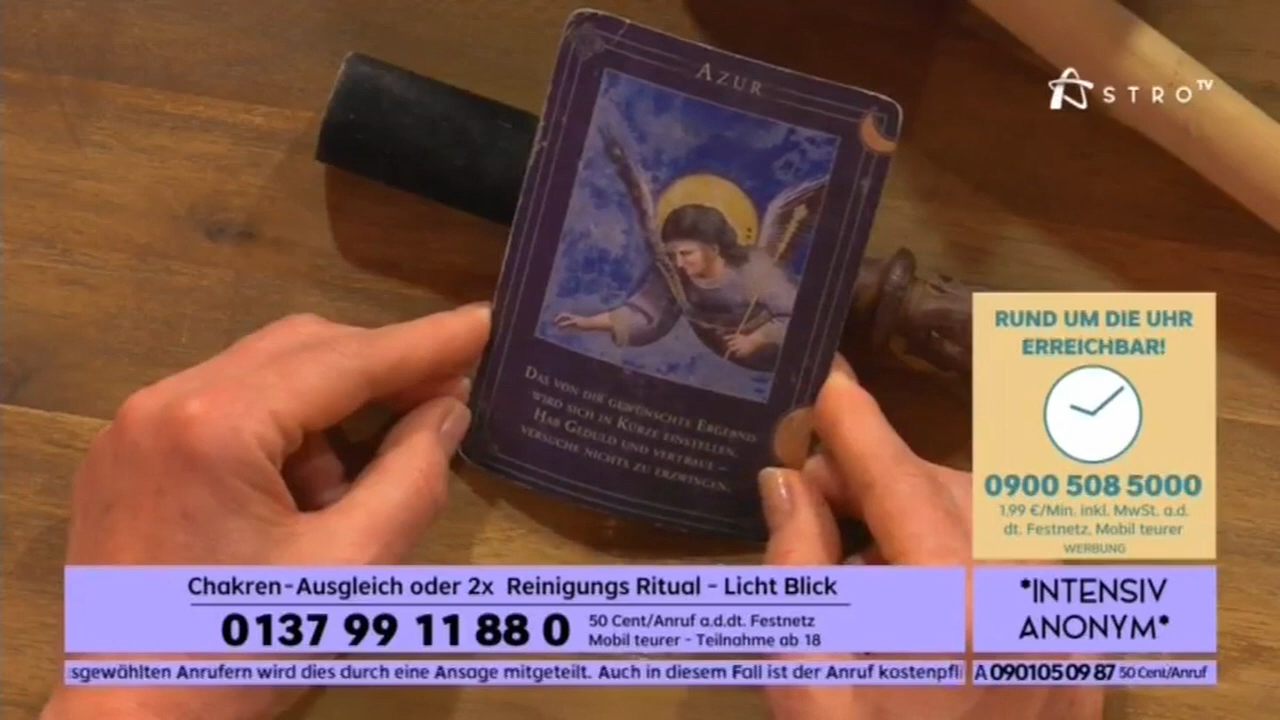 AZUR
ASTRO TV
DAS VON DIR GEWÜNSCHTE ERGEBNIS
WIRD SICH IN KÜRZE EINSTELLEN.
HAB GEDULD UND VERTRAUE –
VERSUCHE NICHTS ZU ERZWINGEN.
RUND UM DIE UHR
ERREICHBAR!
0900 508 5000
1,99 €/Min. inkl. MwSt. a.d.
dt. Festnetz, Mobil teurer
WERBUNG
Chakren-Ausgleich oder 2x Reinigungs Ritual - Licht Blick
0137 99 11 88 0
50 Cent/Anruf a.d.dt. Festnetz
Mobil teurer - Teilnahme ab 18
*INTENSIV
ANONYM*
sgewählten Anrufern wird dies durch eine Ansage mitgeteilt. Auch in diesem Fall ist der Anruf kostenpfli
A 09010 5 09 87 50 Cent/Anruf